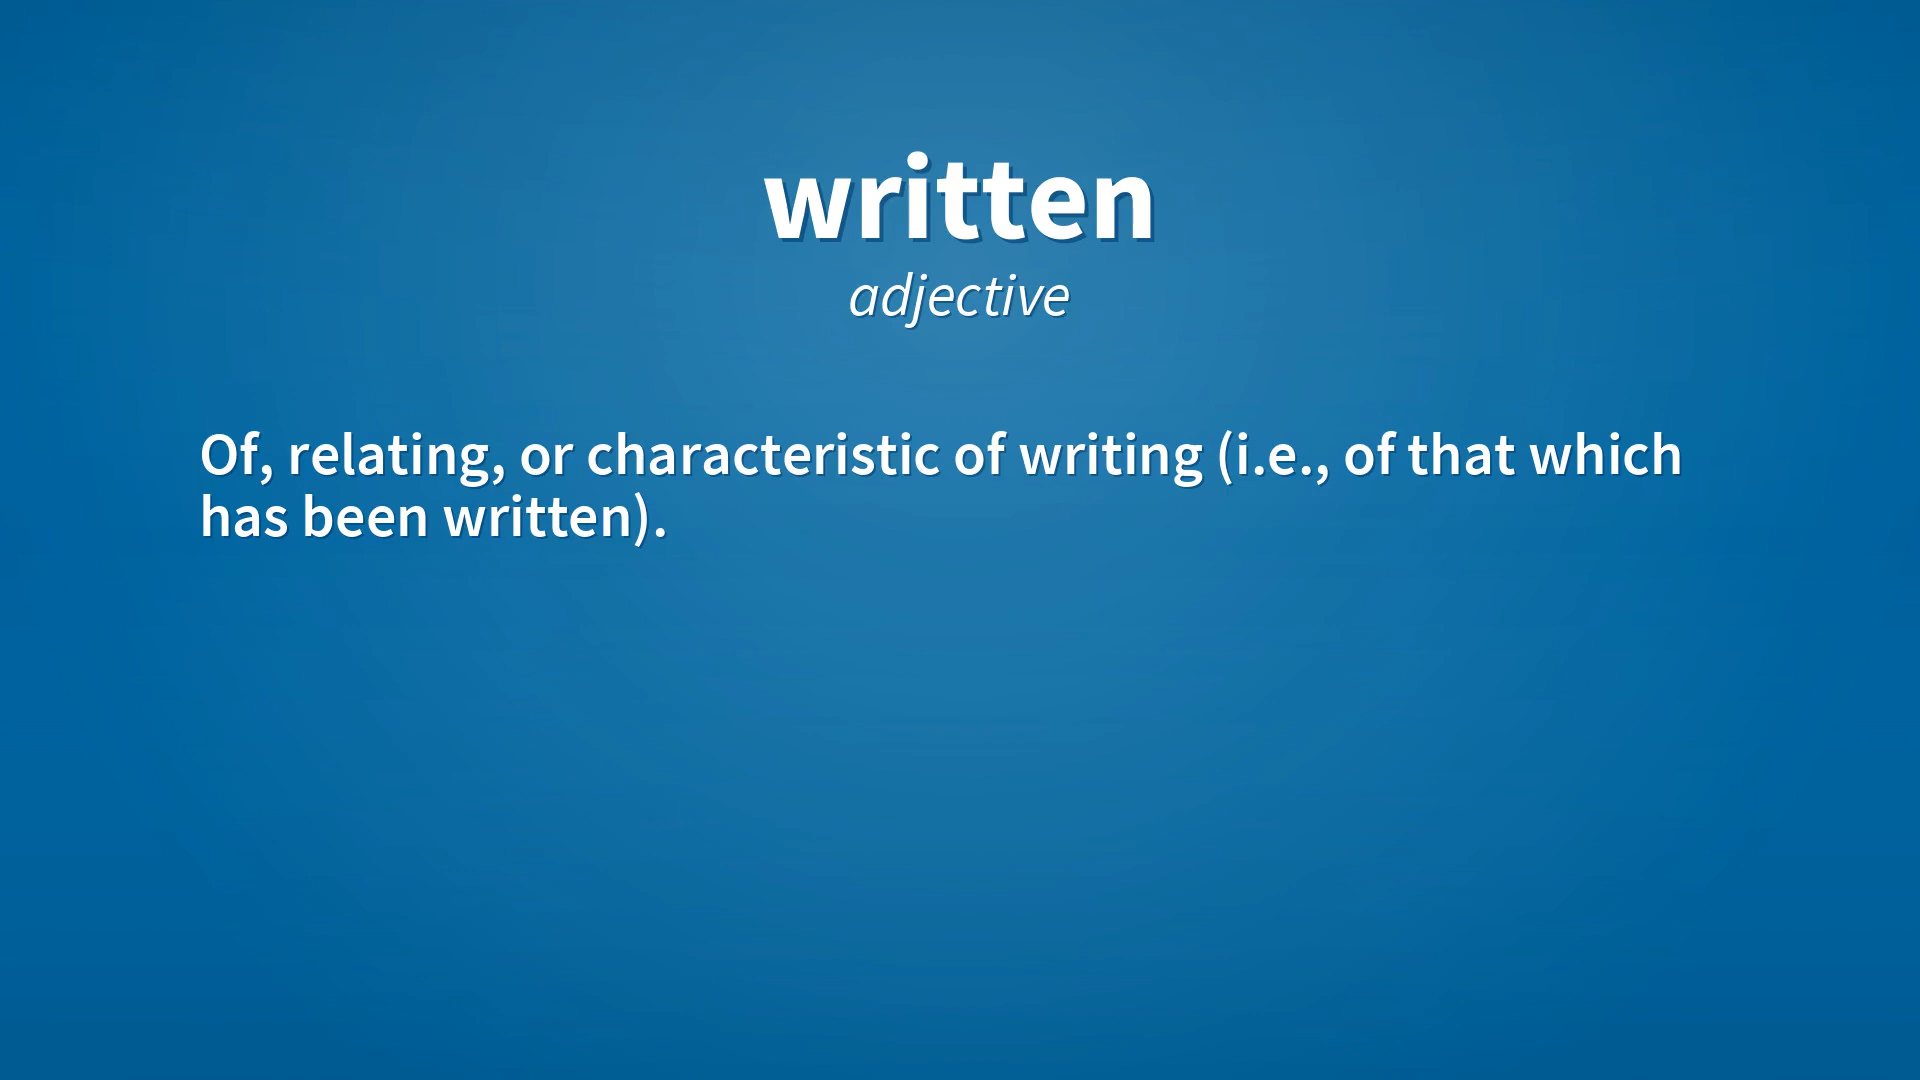 written
adjective
Of, relating, or characteristic of writing (i.e., of that which
has been written).